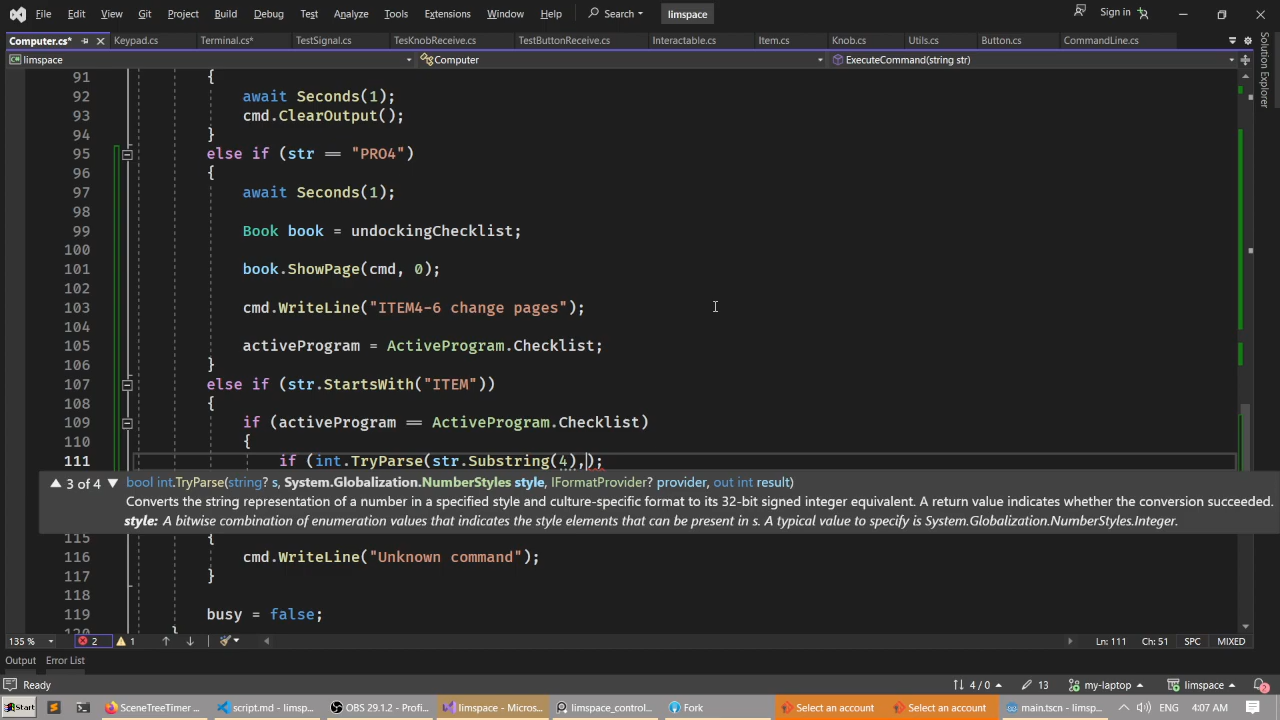 File Edit View Git Project Build Debug Test Analyze Tools Extensions Window Help Search limspace Sign in
Computer.cs* Keypad.cs Terminal.cs* TestSignal.cs TesKnobReceive.cs TestButtonReceive.cs Interactable.cs Item.cs Knob.cs Utils.cs Button.cs CommandLine.cs
limspace Computer ExecuteCommand(string str)
Solution Explorer
91 {
92 await Seconds(1);
93 cmd.ClearOutput();
94 }
95 else if (str == "PRO4")
96 {
97 await Seconds(1);
98
99 Book book = undockingChecklist;
100
101 book.ShowPage(cmd, 0);
102
103 cmd.WriteLine("ITEM4-6 change pages");
104
105 activeProgram = ActiveProgram.Checklist;
106 }
107 else if (str.StartsWith("ITEM"))
108 {
109 if (activeProgram == ActiveProgram.Checklist)
110 {
111 if (int.TryParse(str.Substring(4),);
▲ 3 of 4 ▼ bool int.TryParse(string? s, System.Globalization.NumberStyles style, IFormatProvider? provider, out int result)
Converts the string representation of a number in a specified style and culture-specific format to its 32-bit signed integer equivalent. A return value indicates whether the conversion succeeded.
style: A bitwise combination of enumeration values that indicates the style elements that can be present in s. A typical value to specify is System.Globalization.NumberStyles.Integer.
115 {
116 cmd.WriteLine("Unknown command");
117 }
118
119 busy = false;
120 }
135 % 2 1 Ln: 111 Ch: 51 SPC MIXED
Output Error List
Ready 4 / 0 13 my-laptop limspace 2
Start SceneTreeTimer script.md - limsp... OBS 29.1.2 - Profi... limspace - Micros... limspace_control... Fork Select an account Select an account main.tscn - limsp... 4:07 AM